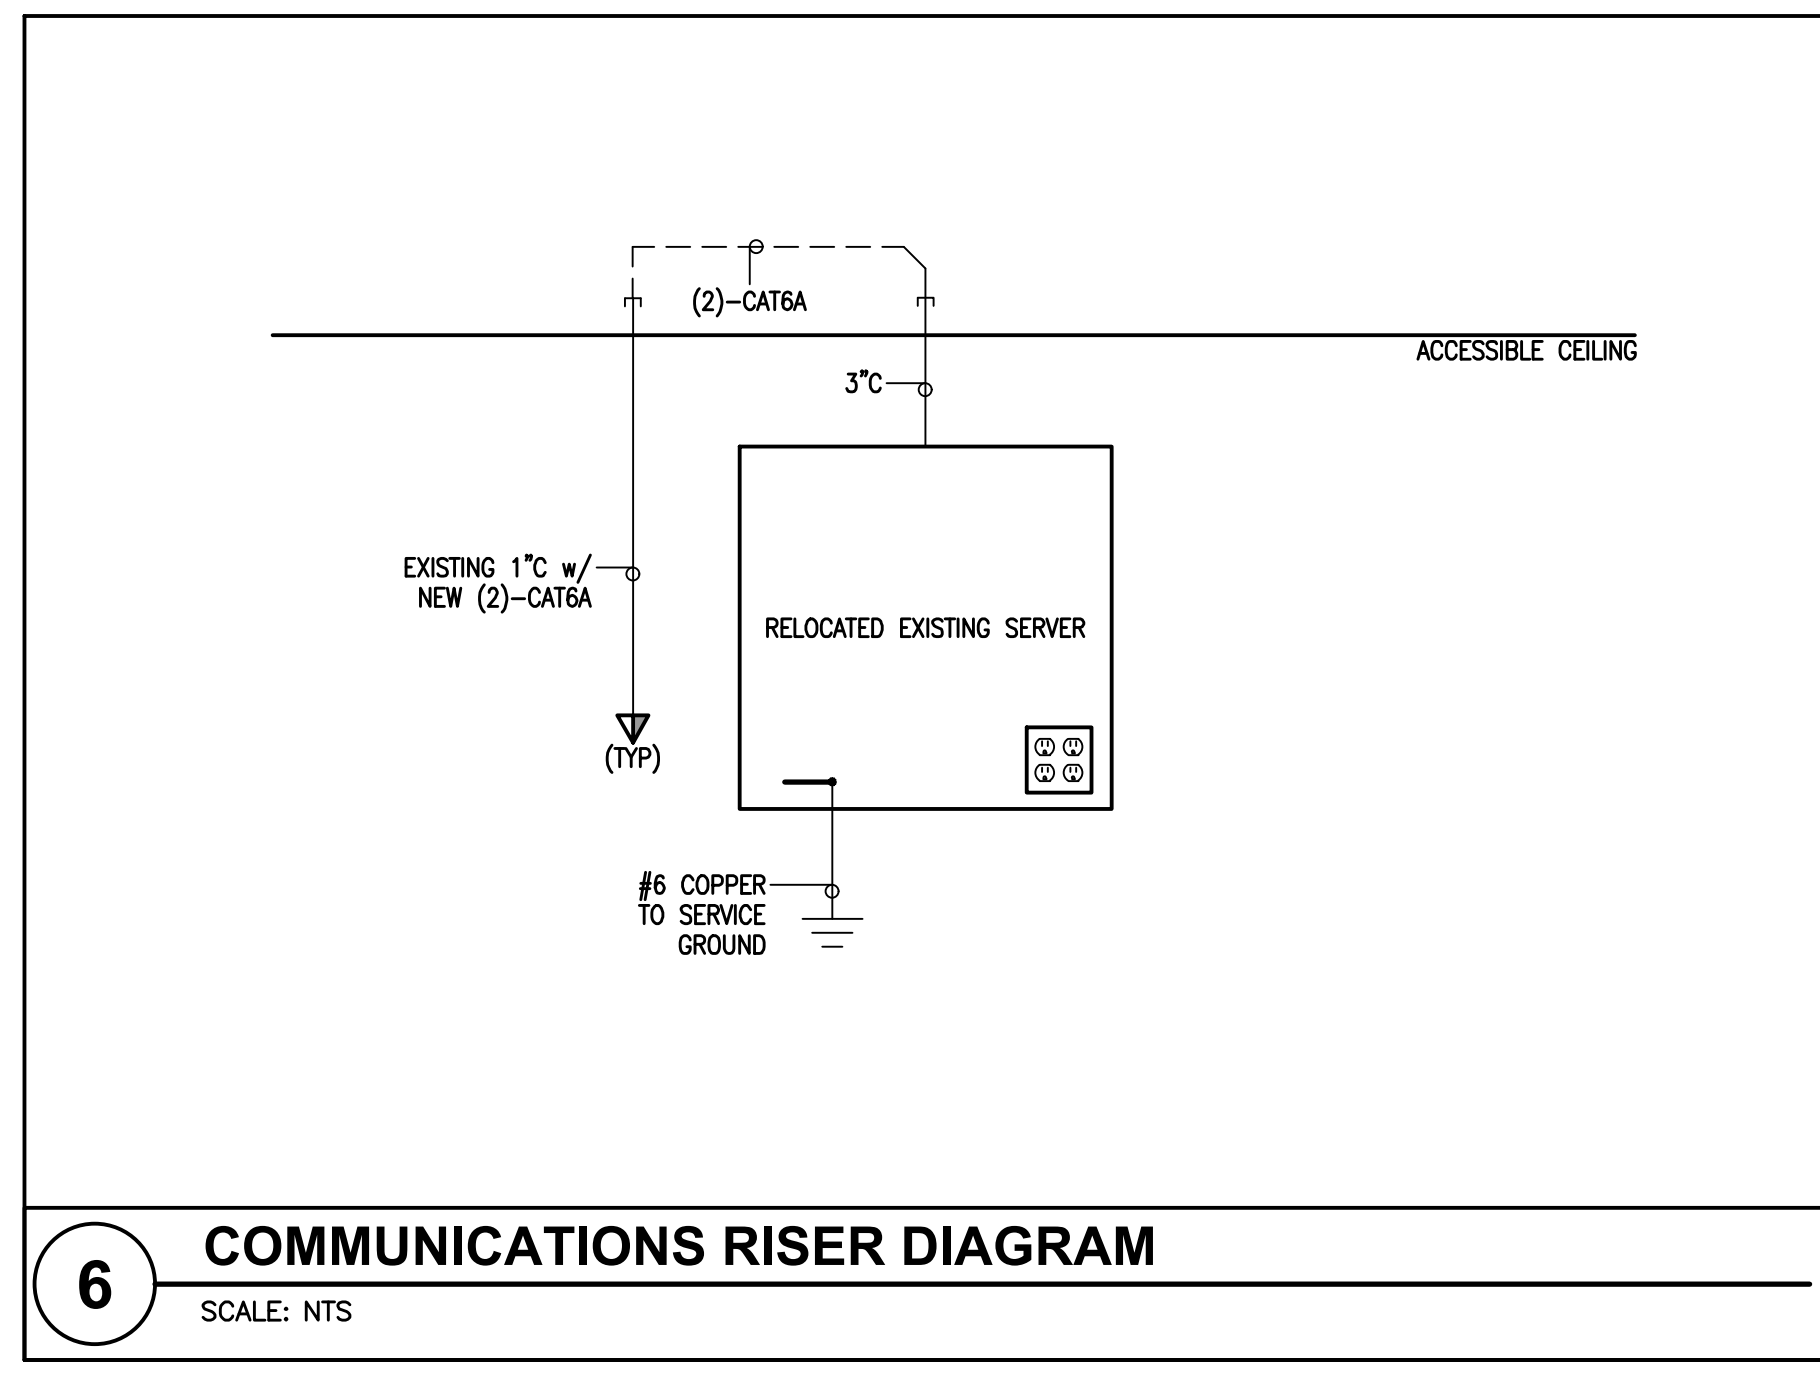 (2)-CAT6A
ACCESSIBLE CEILING
3"C
EXISTING 1"C w/
NEW (2)-CAT6A
RELOCATED EXISTING SERVER
(TYP)
#6 COPPER
TO SERVICE
GROUND
6
COMMUNICATIONS RISER DIAGRAM
SCALE: NTS